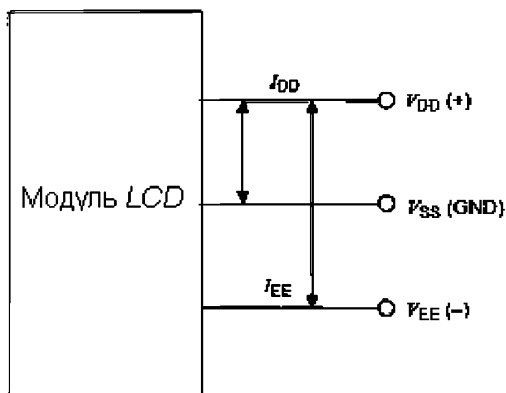 I_DD
V_DD (+)
Модуль LCD
V_SS (GND)
I_EE
V_EE (–)